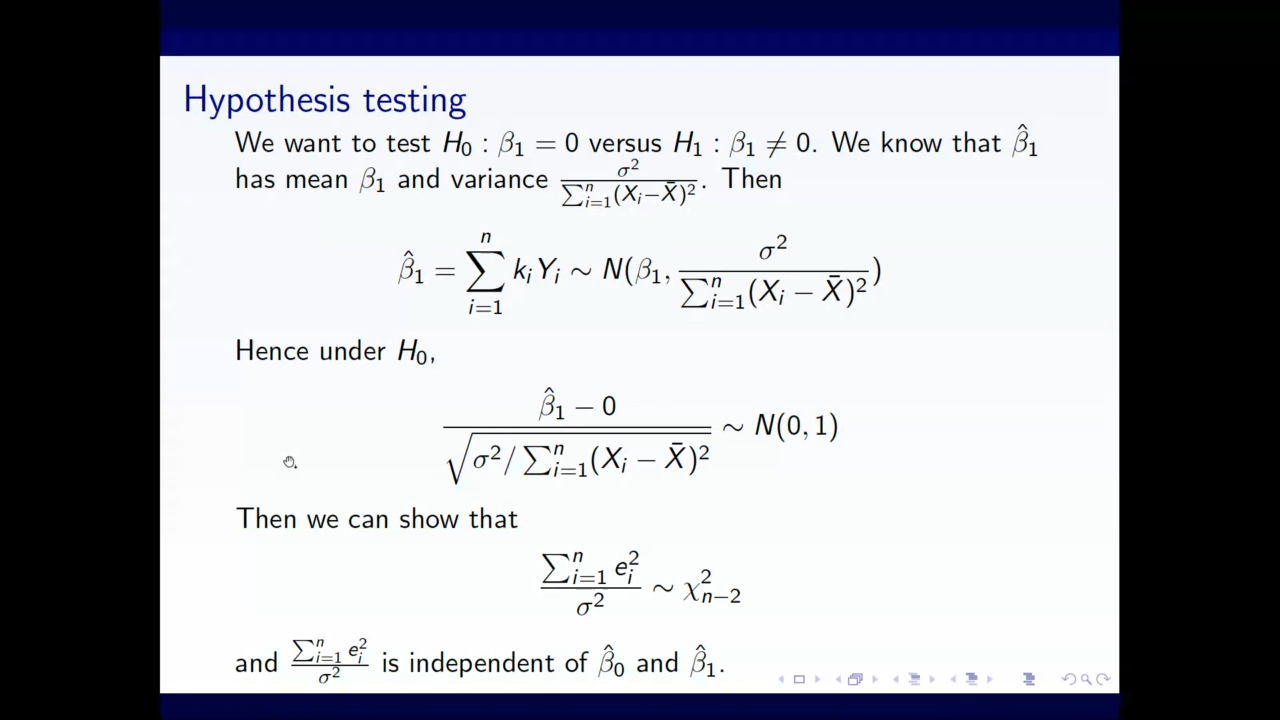 Hypothesis testing
We want to test H₀ : β₁ = 0 versus H₁ : β₁ ≠ 0. We know that β̂₁
has mean β₁ and variance σ² / ∑ⁿᵢ₌₁(Xᵢ−X̄)². Then
β̂₁ = ∑ⁿᵢ₌₁ kᵢYᵢ ∼ N(β₁, σ² / ∑ⁿᵢ₌₁(Xᵢ − X̄)²)
Hence under H₀,
(β̂₁ − 0) / √(σ²/ ∑ⁿᵢ₌₁(Xᵢ − X̄)²) ∼ N(0, 1)
Then we can show that
∑ⁿᵢ₌₁ eᵢ² / σ² ∼ χ²ₙ₋₂
and ∑ⁿᵢ₌₁ eᵢ² / σ² is independent of β̂₀ and β̂₁.